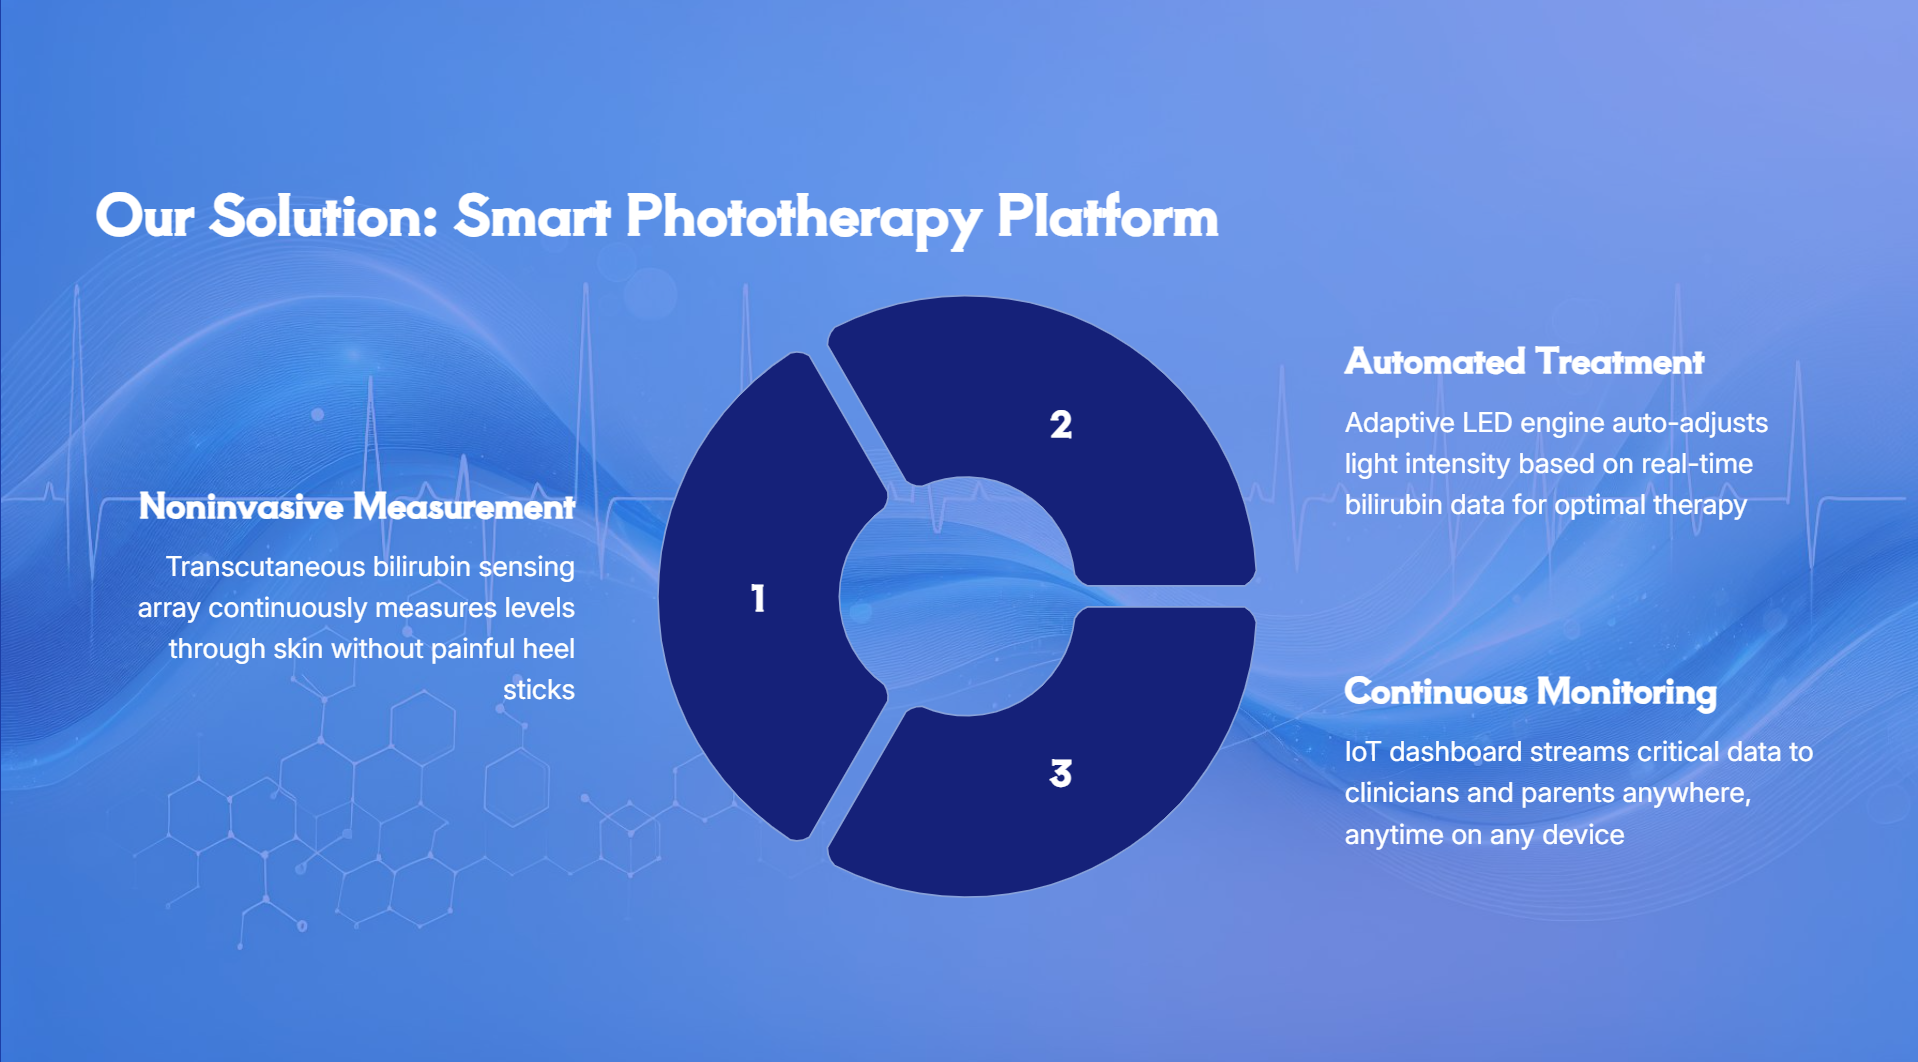 Our Solution: Smart Phototherapy Platform
1
Noninvasive Measurement
Transcutaneous bilirubin sensing
array continuously measures levels
through skin without painful heel
sticks
2
Automated Treatment
Adaptive LED engine auto-adjusts
light intensity based on real-time
bilirubin data for optimal therapy
3
Continuous Monitoring
IoT dashboard streams critical data to
clinicians and parents anywhere,
anytime on any device